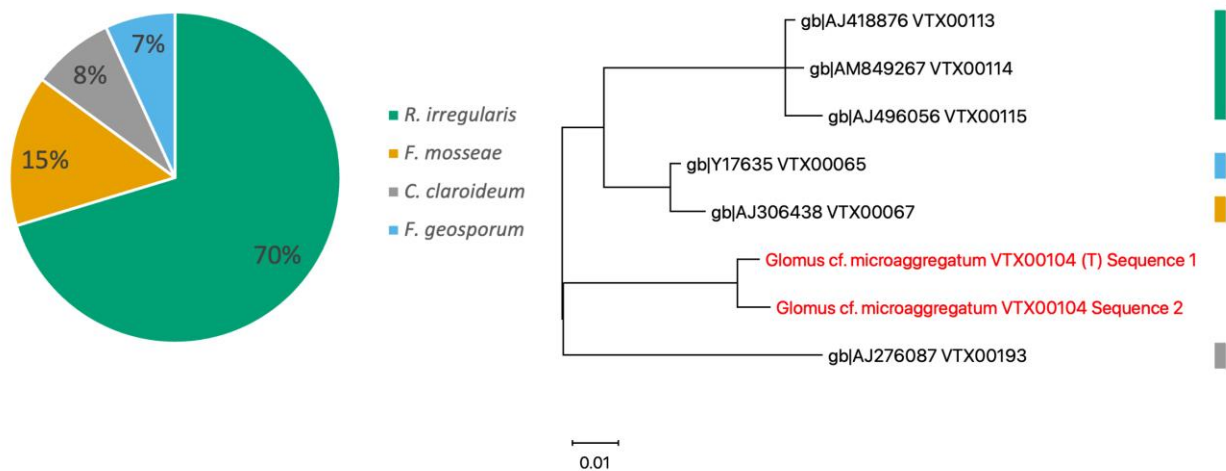 7%
8%
15%
70%
R. irregularis
F. mosseae
C. claroideum
F. geosporum
gb|AJ418876 VTX00113
gb|AM849267 VTX00114
gb|AJ496056 VTX00115
gb|Y17635 VTX00065
gb|AJ306438 VTX00067
Glomus cf. microaggregatum VTX00104 (T) Sequence 1
Glomus cf. microaggregatum VTX00104 Sequence 2
gb|AJ276087 VTX00193
0.01